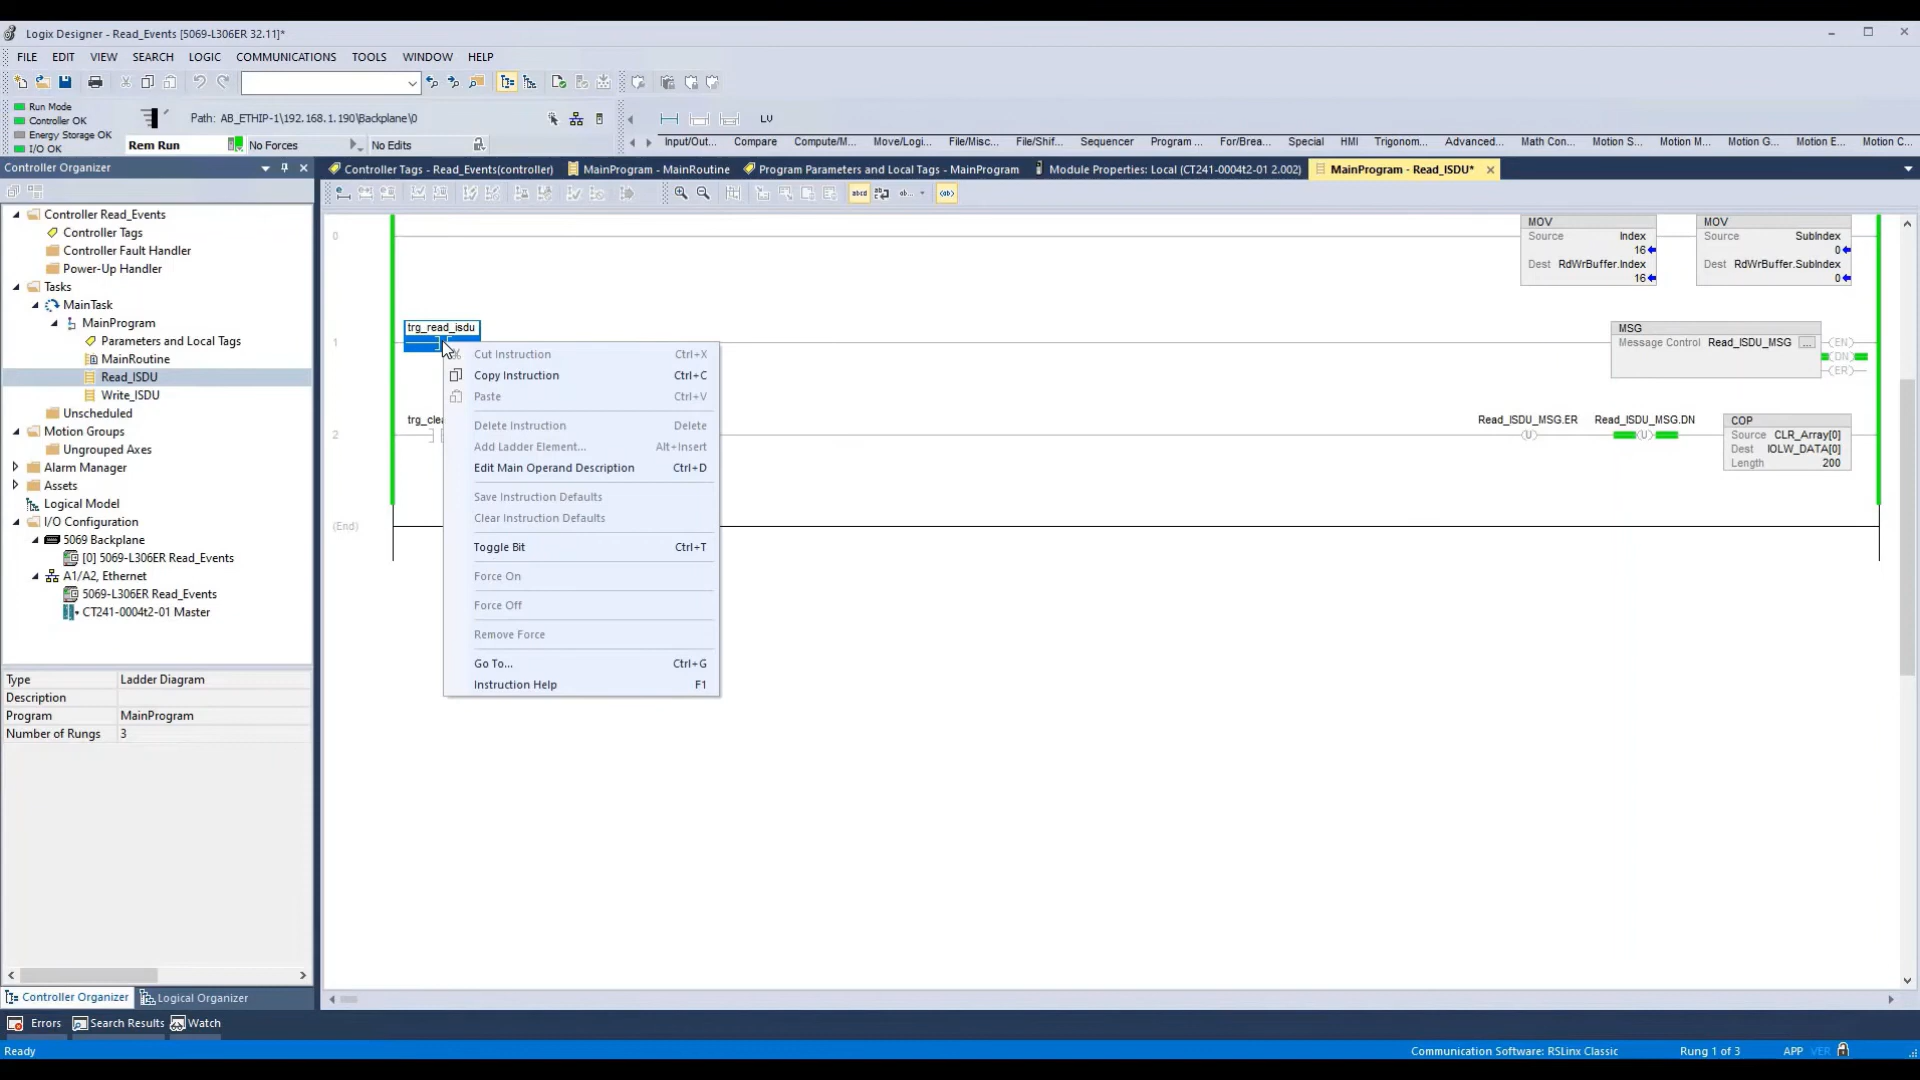 Logix Designer - Read_Events [5069-L306ER 32.11]*
FILE EDIT VIEW SEARCH LOGIC COMMUNICATIONS TOOLS WINDOW HELP
Run Mode
Controller OK
Energy Storage OK
I/O OK
Path: AB_ETHIP-1\192.168.1.190\Backplane\0
LV
Rem Run No Forces No Edits
Input/Out... Compare Compute/M... Move/Logi... File/Misc... File/Shif... Sequencer Program ... For/Brea... Special HMI Trigonom... Advanced... Math Con... Motion S... Motion M... Motion G... Motion E... Motion C...
Controller Organizer
Controller Tags - Read_Events(controller) MainProgram - MainRoutine Program Parameters and Local Tags - MainProgram Module Properties: Local (CT241-0004t2-01 2.002) MainProgram - Read_ISDU*
Controller Read_Events
Controller Tags
Controller Fault Handler
Power-Up Handler
Tasks
MainTask
MainProgram
Parameters and Local Tags
MainRoutine
Read_ISDU
Write_ISDU
Unscheduled
Motion Groups
Ungrouped Axes
Alarm Manager
Assets
Logical Model
I/O Configuration
5069 Backplane
[0] 5069-L306ER Read_Events
A1/A2, Ethernet
5069-L306ER Read_Events
CT241-0004t2-01 Master
Type Ladder Diagram
Description
Program MainProgram
Number of Rungs 3
Controller Organizer Logical Organizer
0
MOV
Source Index
16
Dest RdWrBuffer.Index
16
MOV
Source SubIndex
0
Dest RdWrBuffer.SubIndex
0
1
trg_read_isdu
MSG
Message Control Read_ISDU_MSG ...
(EN)
(DN)
(ER)
2
trg_clea
Read_ISDU_MSG.ER
(U)
Read_ISDU_MSG.DN
(U)
COP
Source CLR_Array[0]
Dest IOLW_DATA[0]
Length 200
(End)
Cut Instruction Ctrl+X
Copy Instruction Ctrl+C
Paste Ctrl+V
Delete Instruction Delete
Add Ladder Element... Alt+Insert
Edit Main Operand Description Ctrl+D
Save Instruction Defaults
Clear Instruction Defaults
Toggle Bit Ctrl+T
Force On
Force Off
Remove Force
Go To... Ctrl+G
Instruction Help F1
Errors Search Results Watch
Ready
Communication Software: RSLinx Classic Rung 1 of 3 APP VER